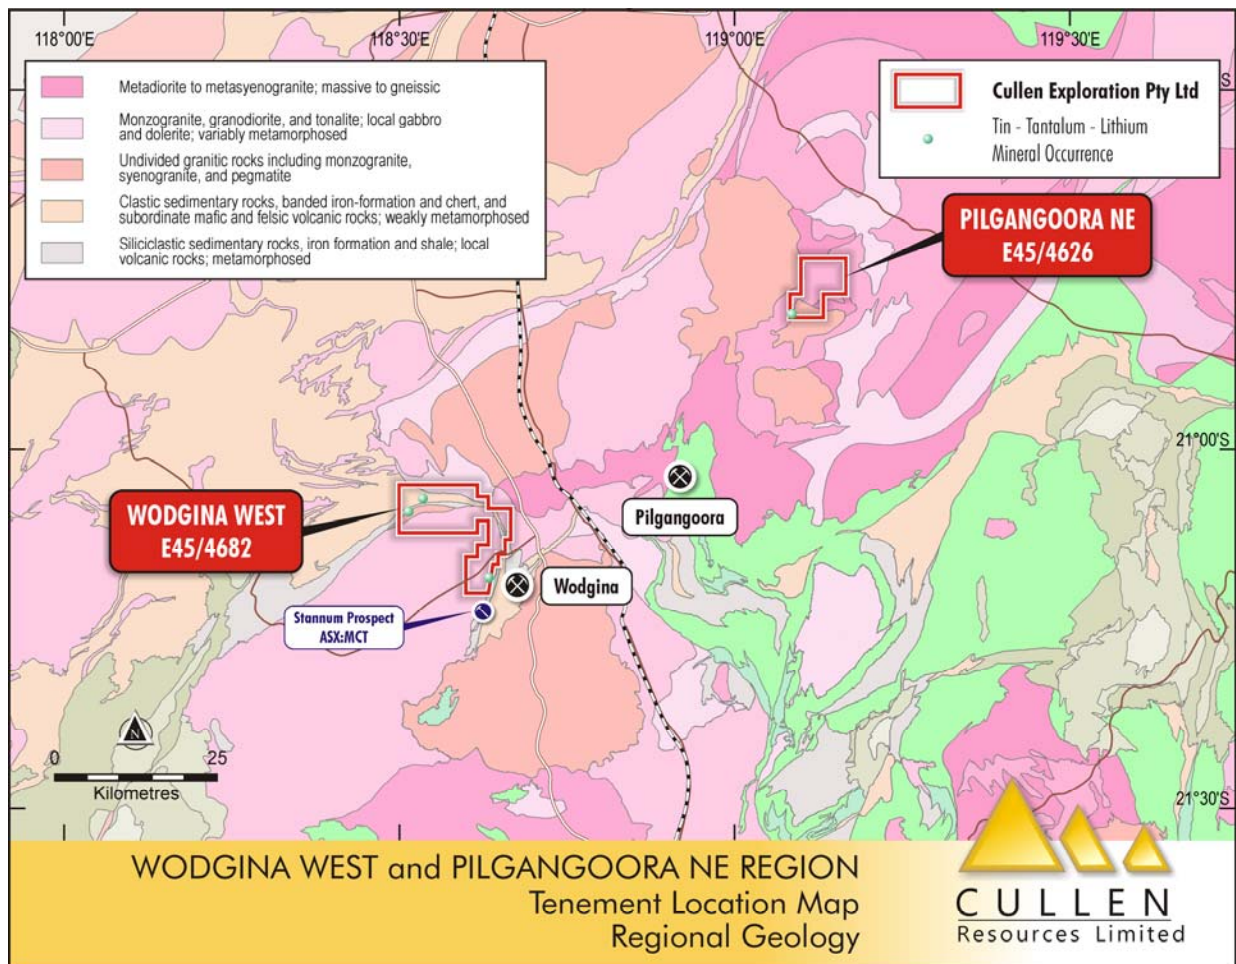 118°00'E
118°30'E
119°00'E
119°30'E
Metadiorite to metasyenogranite; massive to gneissic
Monzogranite, granodiorite, and tonalite; local gabbro
and dolerite; variably metamorphosed
Undivided granitic rocks including monzogranite,
syenogranite, and pegmatite
Clastic sedimentary rocks, banded iron-formation and chert, and
subordinate mafic and felsic volcanic rocks; weakly metamorphosed
Siliciclastic sedimentary rocks, iron formation and shale; local
volcanic rocks; metamorphosed
S
Cullen Exploration Pty Ltd
Tin - Tantalum - Lithium
Mineral Occurrence
PILGANGOORA NE
E45/4626
21°00'S
WODGINA WEST
E45/4682
Pilgangoora
Wodgina
Stannum Prospect
ASX:MCT
N
0 25
Kilometres
21°30'S
WODGINA WEST and PILGANGOORA NE REGION
Tenement Location Map
Regional Geology
CULLEN
Resources Limited